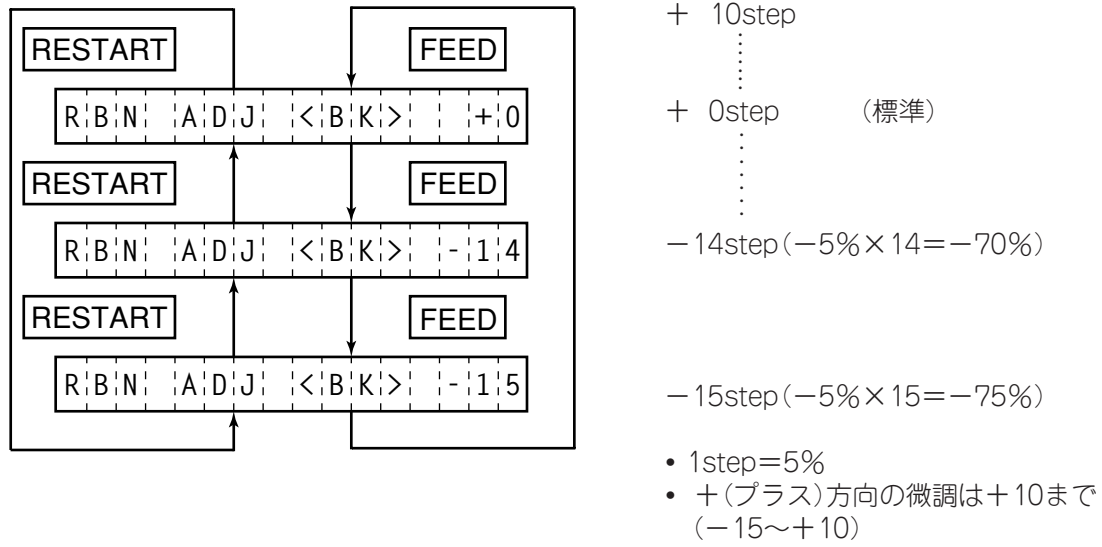 RESTART
FEED
RBN ADJ <BK> +0
RESTART
FEED
RBN ADJ <BK> -14
RESTART
FEED
RBN ADJ <BK> -15
＋ 10step
＋ 0step （標準）
－14step（－5％×14＝－70％）
－15step（－5％×15＝－75％）
• 1step＝5％
• ＋（プラス）方向の微調は＋10まで
（－15～＋10）